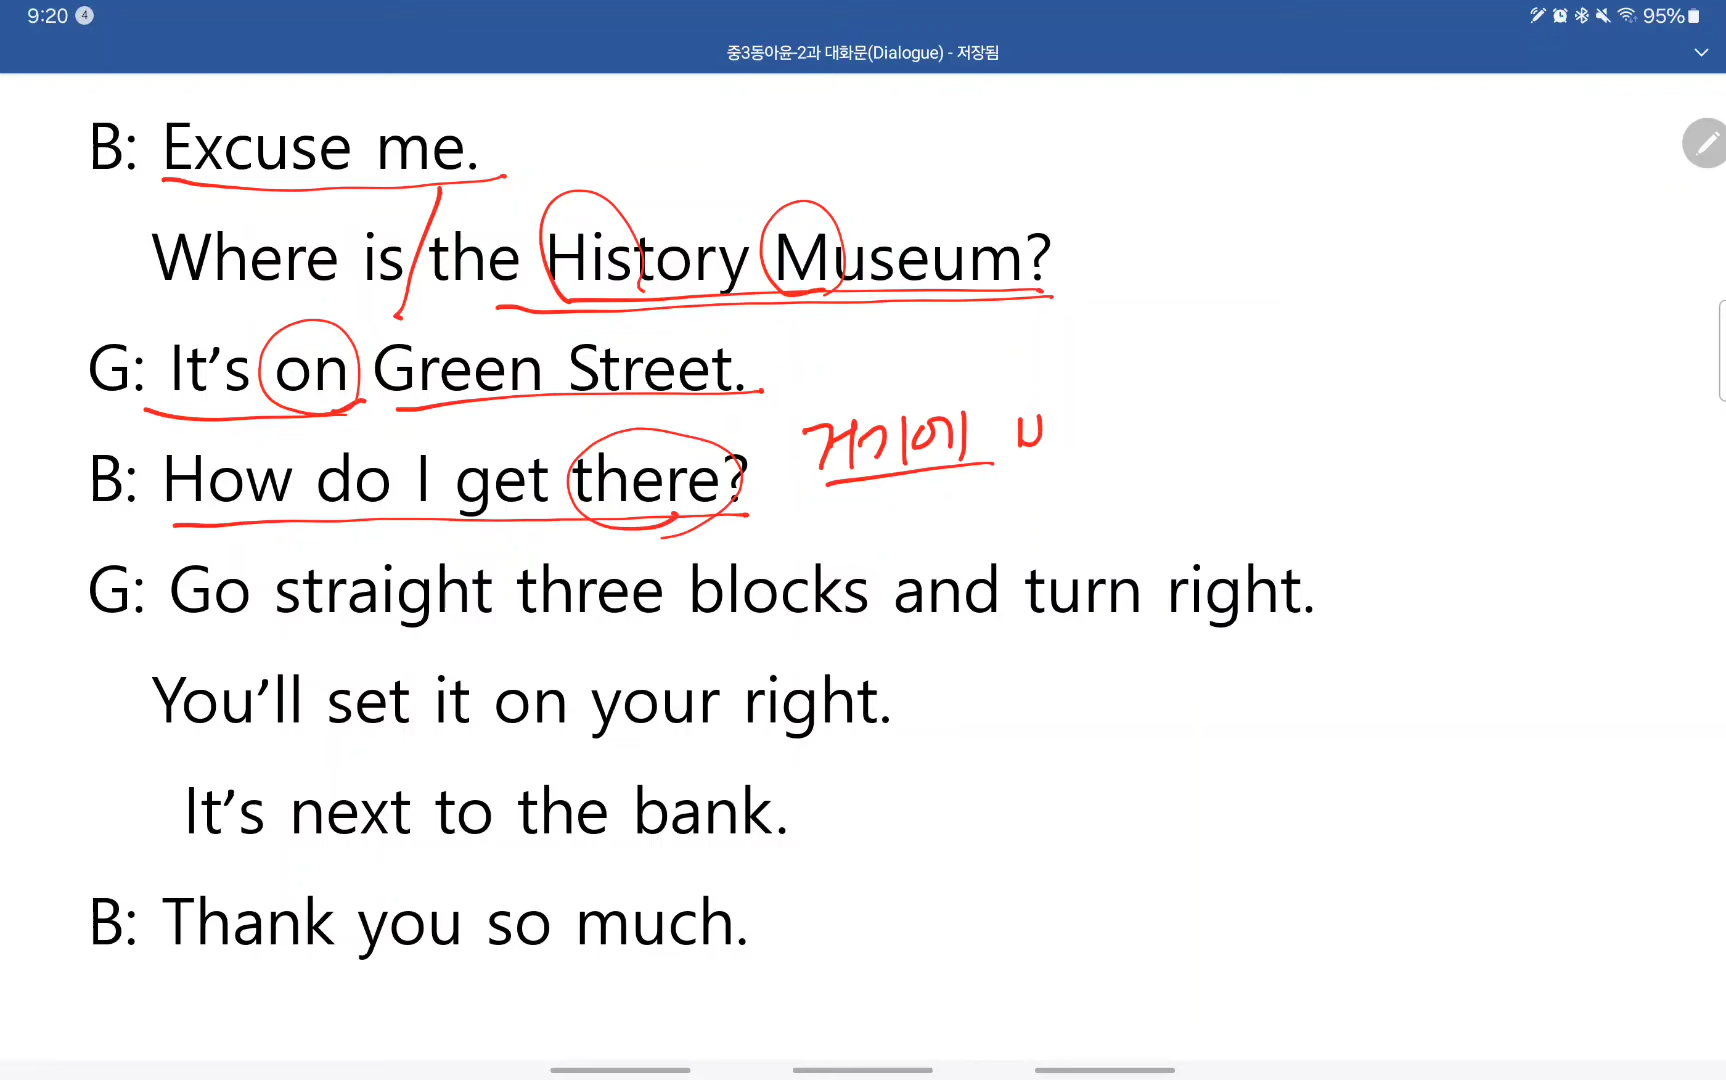 9:20 4
95%
중3동아윤-2과 대화문(Dialogue) - 저장됨
B: Excuse me.
Where is the History Museum?
G: It's on Green Street.
B: How do I get there? 거기에 ㅂ
G: Go straight three blocks and turn right.
You'll set it on your right.
It's next to the bank.
B: Thank you so much.